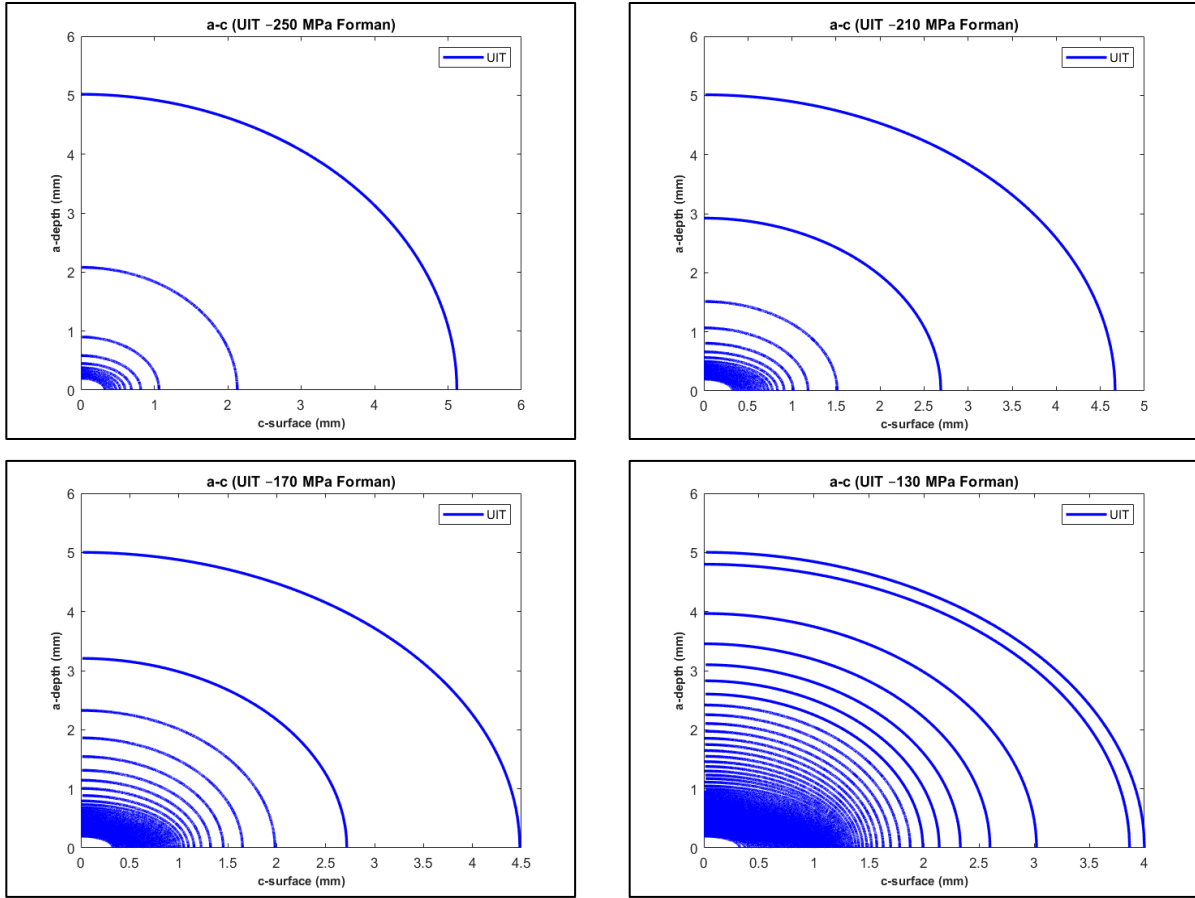 a-c (UIT −250 MPa Forman)
UIT
6
5
4
3
2
1
0
a-depth (mm)
0 1 2 3 4 5 6
c-surface (mm)
a-c (UIT −210 MPa Forman)
UIT
6
5
4
3
2
1
0
a-depth (mm)
0 0.5 1 1.5 2 2.5 3 3.5 4 4.5 5
c-surface (mm)
a-c (UIT −170 MPa Forman)
UIT
6
5
4
3
2
1
0
a-depth (mm)
0 0.5 1 1.5 2 2.5 3 3.5 4 4.5
c-surface (mm)
a-c (UIT −130 MPa Forman)
UIT
6
5
4
3
2
1
0
a-depth (mm)
0 0.5 1 1.5 2 2.5 3 3.5 4
c-surface (mm)